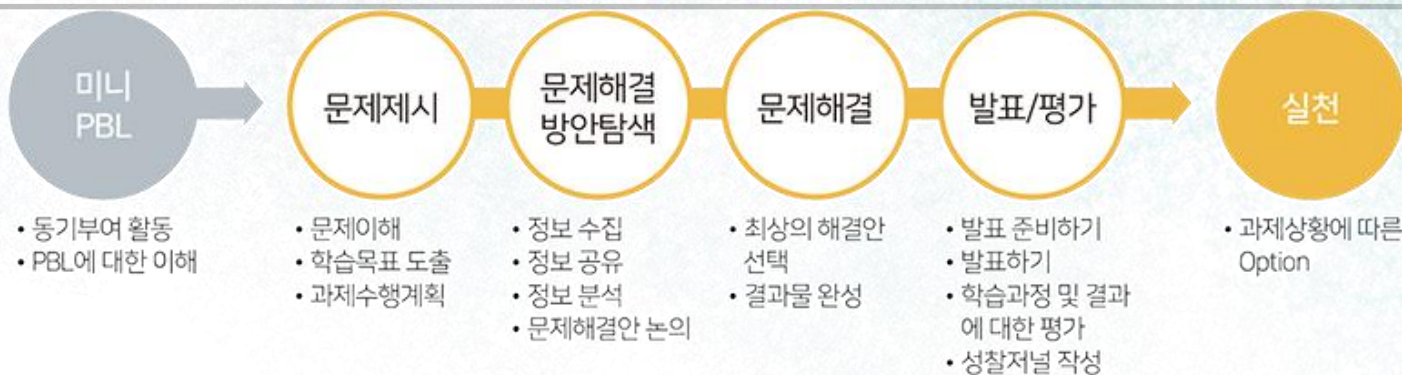 미니
PBL
• 동기부여 활동
• PBL에 대한 이해
문제제시
• 문제이해
• 학습목표 도출
• 과제수행계획
문제해결
방안탐색
• 정보 수집
• 정보 공유
• 정보 분석
• 문제해결안 논의
문제해결
• 최상의 해결안
선택
• 결과물 완성
발표/평가
• 발표 준비하기
• 발표하기
• 학습과정 및 결과
에 대한 평가
• 성찰저널 작성
실천
• 과제상황에 따른
Option